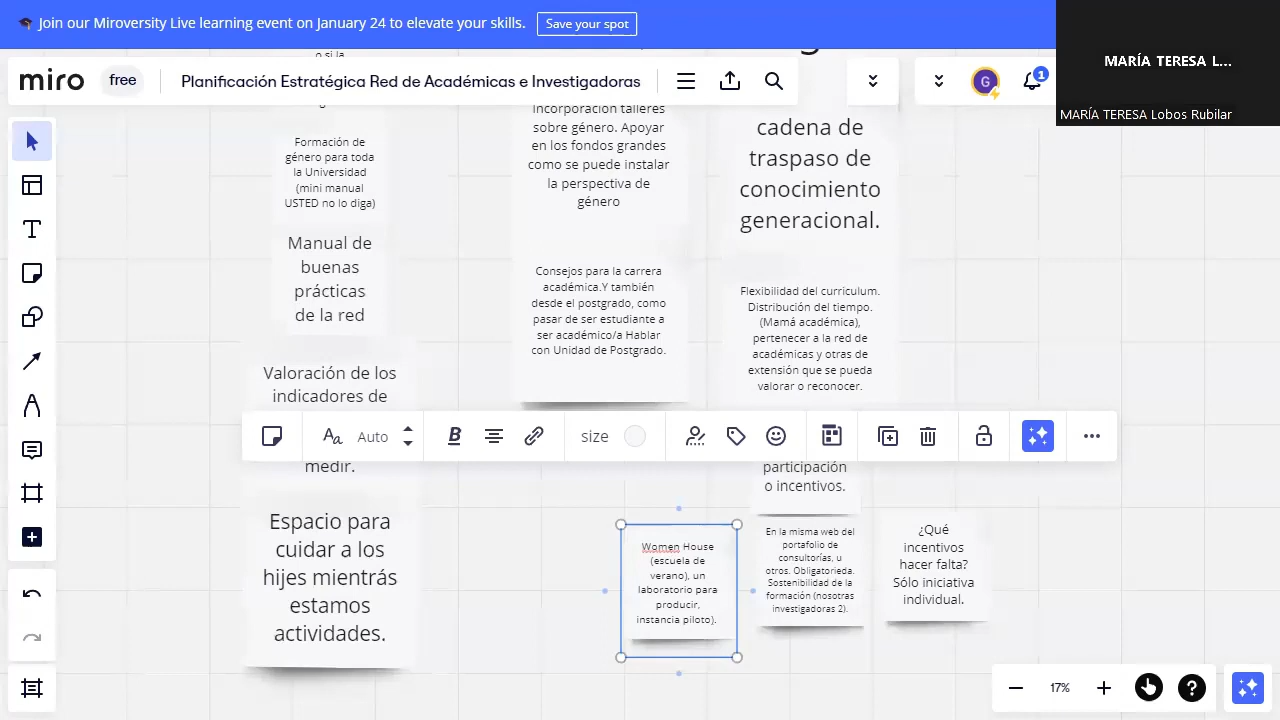 Join our Miroversity Live learning event on January 24 to elevate your skills.
Save your spot
MARÍA TERESA L...
MARÍA TERESA Lobos Rubilar
miro
free
Planificación Estratégica Red de Académicas e Investigadoras
G
1
o si la
Formación de
género para toda
la Universidad
(mini manual
USTED no lo diga)
Manual de
buenas
prácticas
de la red
Valoración de los
indicadores de
medir.
Espacio para
cuidar a los
hijes mientrás
estamos
actividades.
Incorporación talleres
sobre género. Apoyar
en los fondos grandes
como se puede instalar
la perspectiva de
género
Consejos para la carrera
académica.Y también
desde el postgrado, como
pasar de ser estudiante a
ser académico/a Hablar
con Unidad de Postgrado.
cadena de
traspaso de
conocimiento
generacional.
Flexibilidad del curriculum.
Distribución del tiempo.
(Mamá académica),
pertenecer a la red de
académicas y otras de
extensión que se pueda
valorar o reconocer.
Aa Auto
B
size
participación
o incentivos.
Women House
(escuela de
verano), un
laboratorio para
producir,
instancia piloto).
En la misma web del
portafolio de
consultorías, u
otros. Obligatorieda.
Sostenibilidad de la
formación (nosotras
investigadoras 2).
¿Qué
incentivos
hacer falta?
Sólo iniciativa
individual.
17%